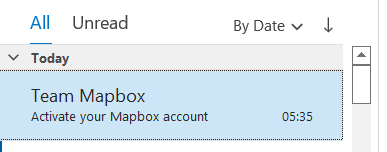 All Unread By Date
Today
Team Mapbox
Activate your Mapbox account 05:35